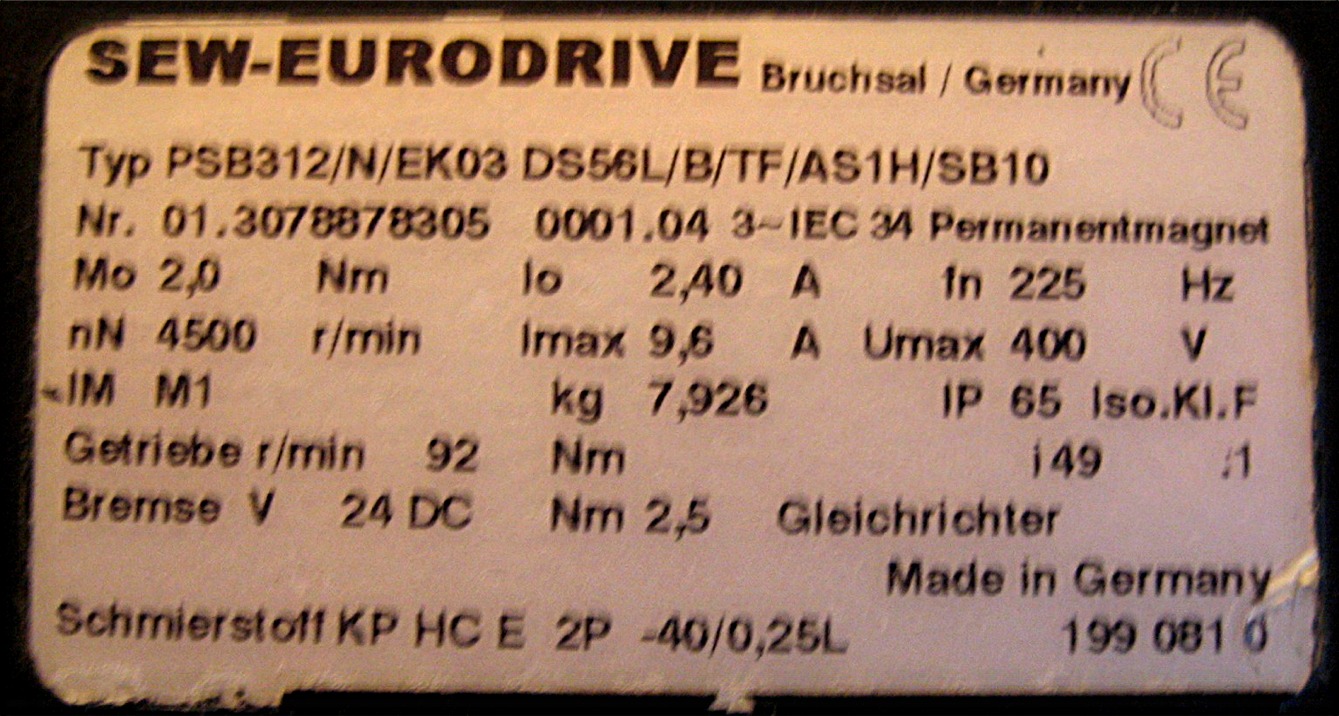 SEW-EURODRIVE Bruchsal / Germany CE
Typ PSB312/N/EK03 DS56L/B/TF/AS1H/SB10
Nr. 01.3078878305 0001.04 3~IEC 34 Permanentmagnet
Mo 2,0 Nm Io 2,40 A fn 225 Hz
nN 4500 r/min Imax 9,6 A Umax 400 V
IM M1 kg 7,926 IP 65 Iso.Kl.F
Getriebe r/min 92 Nm i 49 :1
Bremse V 24 DC Nm 2,5 Gleichrichter
Made in Germany
Schmierstoff KP HC E 2P -40/0,25L 199 081 0